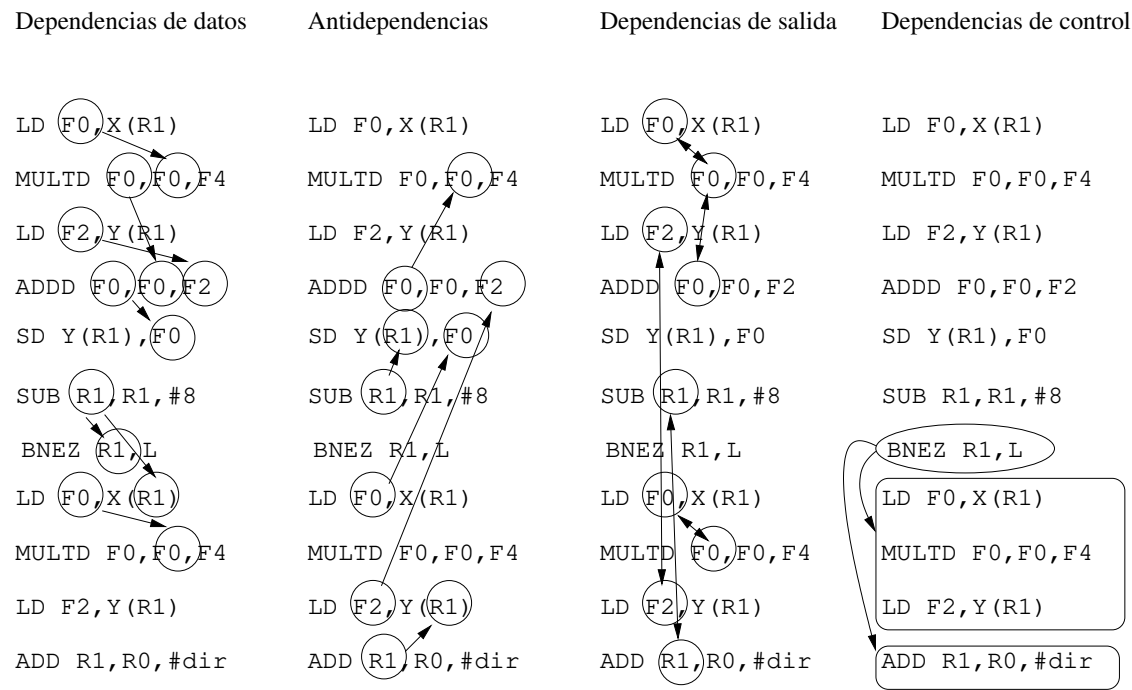 Dependencias de datos
LD F0,X(R1)
MULTD F0,F0,F4
LD F2,Y(R1)
ADDD F0,F0,F2
SD Y(R1),F0
SUB R1,R1,#8
BNEZ R1,L
LD F0,X(R1)
MULTD F0,F0,F4
LD F2,Y(R1)
ADD R1,R0,#dir
Antidependencias
LD F0,X(R1)
MULTD F0,F0,F4
LD F2,Y(R1)
ADDD F0,F0,F2
SD Y(R1),F0
SUB R1,R1,#8
BNEZ R1,L
LD F0,X(R1)
MULTD F0,F0,F4
LD F2,Y(R1)
ADD R1,R0,#dir
Dependencias de salida
LD F0,X(R1)
MULTD F0,F0,F4
LD F2,Y(R1)
ADDD F0,F0,F2
SD Y(R1),F0
SUB R1,R1,#8
BNEZ R1,L
LD F0,X(R1)
MULTD F0,F0,F4
LD F2,Y(R1)
ADD R1,R0,#dir
Dependencias de control
LD F0,X(R1)
MULTD F0,F0,F4
LD F2,Y(R1)
ADDD F0,F0,F2
SD Y(R1),F0
SUB R1,R1,#8
BNEZ R1,L
LD F0,X(R1)
MULTD F0,F0,F4
LD F2,Y(R1)
ADD R1,R0,#dir